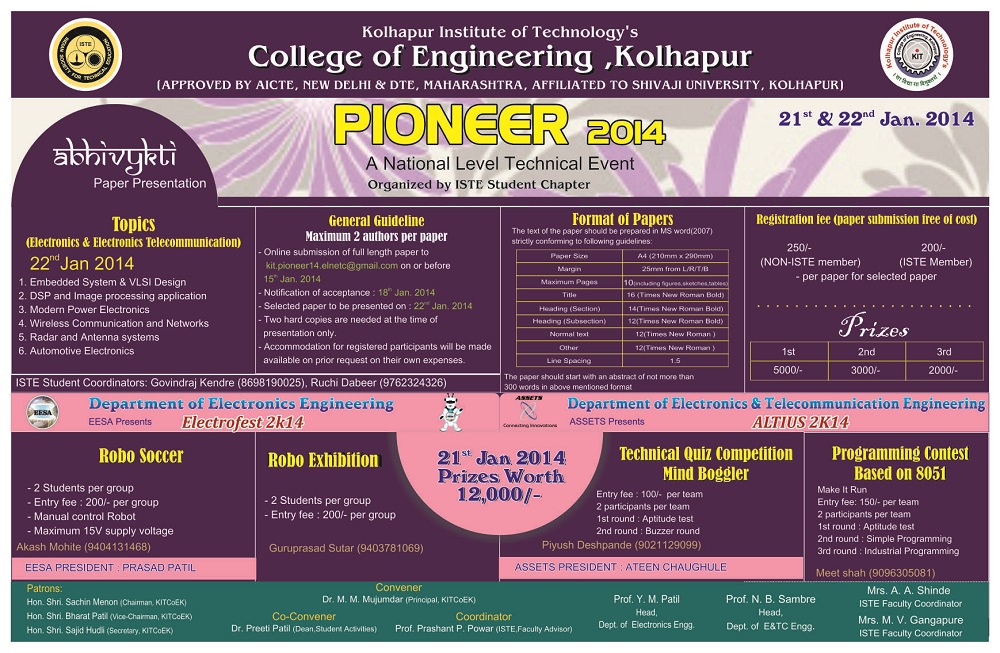 Kolhapur Institute of Technology's
College of Engineering ,Kolhapur
(APPROVED BY AICTE, NEW DELHI & DTE, MAHARASHTRA, AFFILIATED TO SHIVAJI UNIVERSITY, KOLHAPUR)
ISTE
KIT
PIONEER 2014
A National Level Technical Event
Organized by ISTE Student Chapter
21st & 22nd Jan. 2014
abhivykti
Paper Presentation
Topics
(Electronics & Electronics Telecommunication)
22nd Jan 2014
1. Embedded System & VLSI Design
2. DSP and Image processing application
3. Modern Power Electronics
4. Wireless Communication and Networks
5. Radar and Antenna systems
6. Automotive Electronics
General Guideline
Maximum 2 authors per paper
- Online submission of full length paper to
kit.pioneer14.elnetc@gmail.com on or before
15th Jan. 2014
- Notification of acceptance : 18th Jan. 2014
- Selected paper to be presented on : 22nd Jan. 2014
- Two hard copies are needed at the time of
presentation only.
- Accommodation for registered participants will be made
available on prior request on their own expenses.
ISTE Student Coordinators: Govindraj Kendre (8698190025), Ruchi Dabeer (9762324326)
Format of Papers
The text of the paper should be prepared in MS word(2007)
strictly conforming to following guidelines:
Paper Size A4 (210mm x 290mm)
Margin 25mm from L/R/T/B
Maximum Pages 10(including figures,sketches,tables)
Title 16 (Times New Roman Bold)
Heading (Section) 14(Times New Roman Bold)
Heading (Subsection) 12(Times New Roman Bold)
Normal text 12(Times New Roman )
Other 12(Times New Roman )
Line Spacing 1.5
The paper should start with an abstract of not more than
300 words in above mentioned format
Registration fee (paper submission free of cost)
250/- 200/-
(NON-ISTE member) (ISTE Member)
- per paper for selected paper
Prizes
1st 2nd 3rd
5000/- 3000/- 2000/-
EESA
Department of Electronics Engineering
EESA Presents Electrofest 2k14
ASSETS
Connecting Innovations
Department of Electronics & Telecommunication Engineering
ASSETS Presents ALTIUS 2K14
Robo Soccer
- 2 Students per group
- Entry fee : 200/- per group
- Manual control Robot
- Maximum 15V supply voltage
Akash Mohite (9404131468)
EESA PRESIDENT : PRASAD PATIL
Robo Exhibition
- 2 Students per group
- Entry fee : 200/- per group
Guruprasad Sutar (9403781069)
21st Jan 2014
Prizes Worth
12,000/-
Technical Quiz Competition
Mind Boggler
Entry fee : 100/- per team
2 participants per team
1st round : Aptitude test
2nd round : Buzzer round
Piyush Deshpande (9021129099)
ASSETS PRESIDENT : ATEEN CHAUGHULE
Programming Contest
Based on 8051
Make It Run
Entry fee: 150/- per team
2 participants per team
1st round : Aptitude test
2nd round : Simple Programming
3rd round : Industrial Programming
Meet shah (9096305081)
Patrons:
Hon. Shri. Sachin Menon (Chairman, KITCoEK)
Hon. Shri. Bharat Patil (Vice-Chairman, KITCoEK)
Hon. Shri. Sajid Hudli (Secretary, KITCoEK)
Convener
Dr. M. M. Mujumdar (Principal, KITCoEK)
Co-Convener
Dr. Preeti Patil (Dean,Student Activities)
Coordinator
Prof. Prashant P. Powar (ISTE,Faculty Advisor)
Prof. Y. M. Patil
Head,
Dept. of Electronics Engg.
Prof. N. B. Sambre
Head,
Dept. of E&TC Engg.
Mrs. A. A. Shinde
ISTE Faculty Coordinator
Mrs. M. V. Gangapure
ISTE Faculty Coordinator